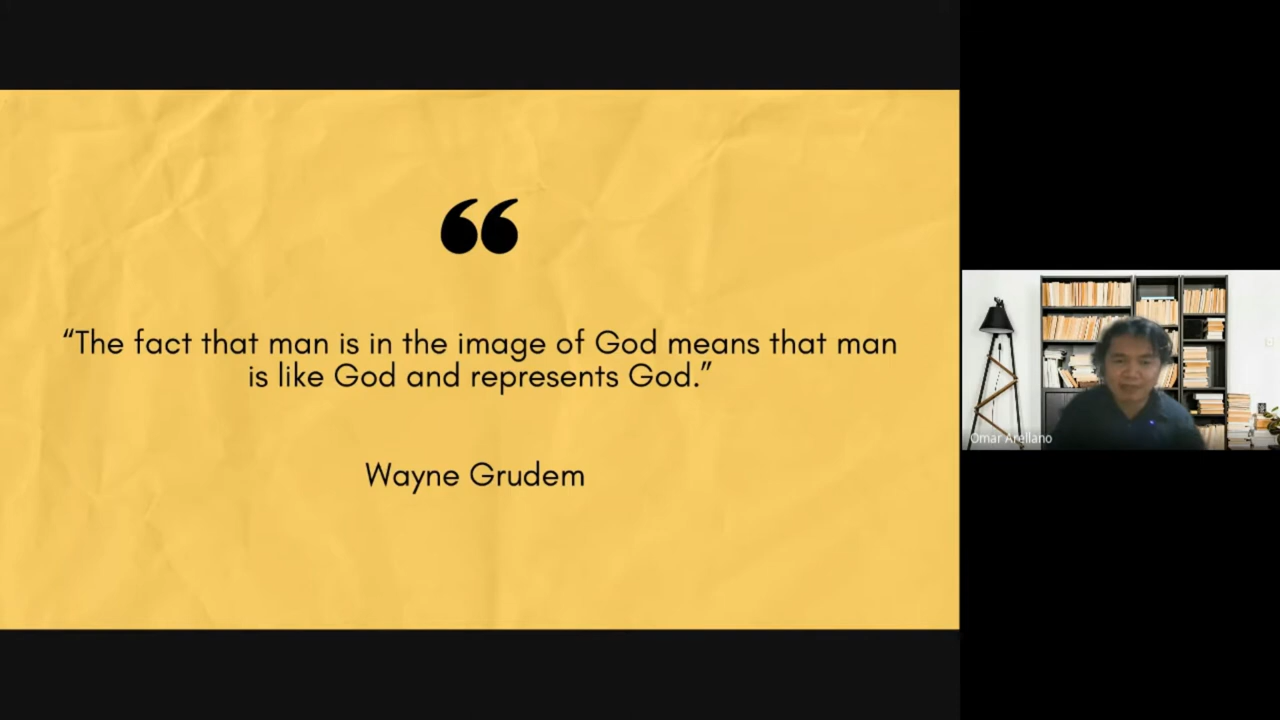 “
“The fact that man is in the image of God means that man
is like God and represents God.”
Wayne Grudem
Omar Arellano